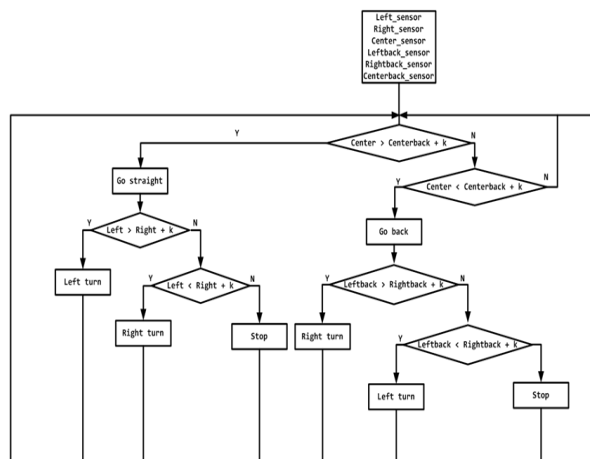 Left_sensor
Right_sensor
Center_sensor
Leftback_sensor
Rightback_sensor
Centerback_sensor
Y
Center > Centerback + k
N
Go straight
Y
Center < Centerback + k
N
Y
Left > Right + k
N
Go back
Left turn
Y
Left < Right + k
N
Y
Leftback > Rightback + k
N
Right turn
Stop
Right turn
Y
Leftback < Rightback + k
N
Left turn
Stop